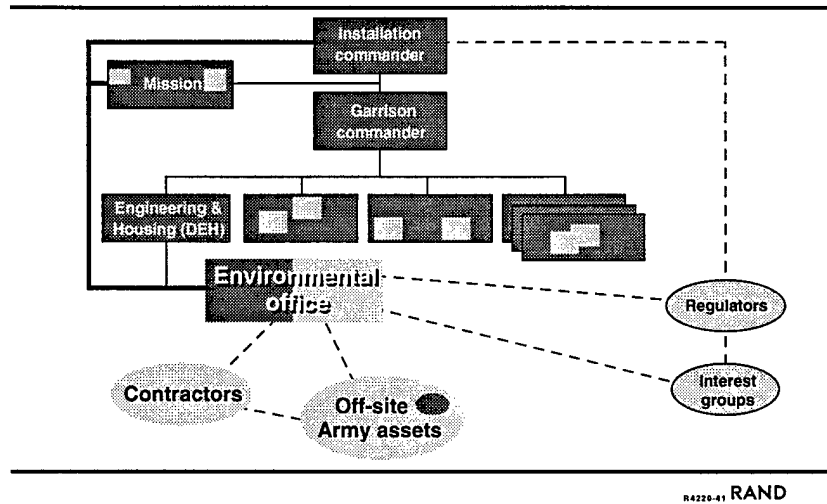 Installation
commander
Mission
Garrison
commander
Engineering &
Housing (DEH)
Environmental
office
Regulators
Contractors
Off-site
Army assets
Interest
groups
R4220-41 RAND